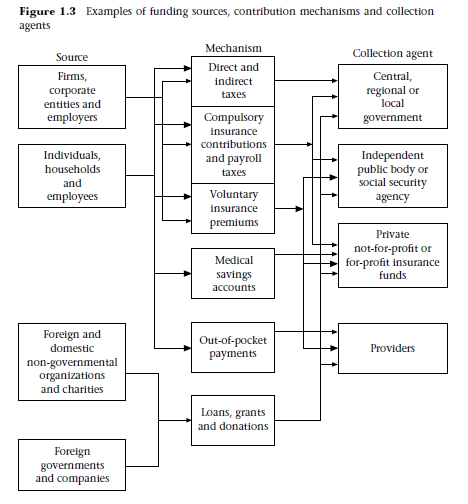 Figure 1.3 Examples of funding sources, contribution mechanisms and collection
agents
Source
Firms,
corporate
entities and
employers
Individuals,
households
and
employees
Foreign and
domestic
non-governmental
organizations
and charities
Foreign
governments
and companies
Mechanism
Direct and
indirect
taxes
Compulsory
insurance
contributions
and payroll
taxes
Voluntary
insurance
premiums
Medical
savings
accounts
Out-of-pocket
payments
Loans, grants
and donations
Collection agent
Central,
regional or
local
government
Independent
public body or
social security
agency
Private
not-for-profit or
for-profit insurance
funds
Providers